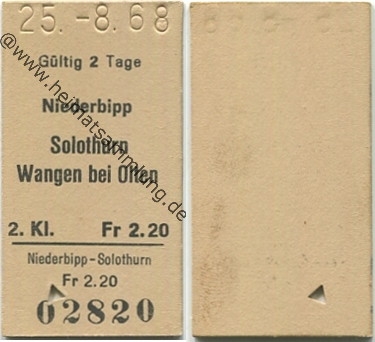 25.-8.68
Gültig 2 Tage
Niederbipp
Solothurn
Wangen bei Olten
2. Kl. Fr 2.20
Niederbipp-Solothurn
Fr 2.20
02820
@www.heimatsammlung.de